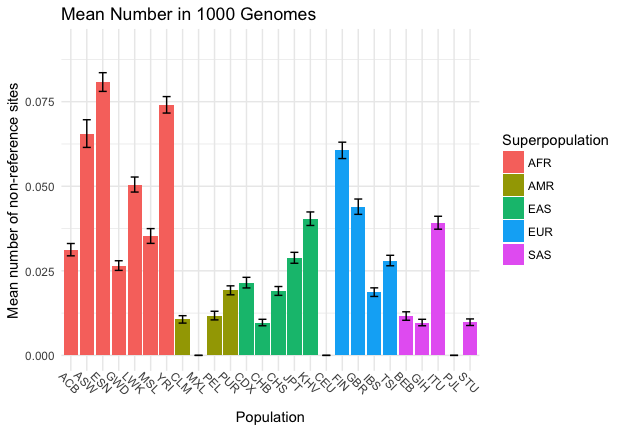 Mean Number in 1000 Genomes
Mean number of non-reference sites
0.075
0.050
0.025
0.000
ACB
ASW
ESN
GWD
LWK
MSL
YRI
CLM
MXL
PEL
PUR
CDX
CHB
CHS
JPT
KHV
CEU
FIN
GBR
IBS
TSI
BEB
GIH
ITU
PJL
STU
Population
Superpopulation
AFR
AMR
EAS
EUR
SAS